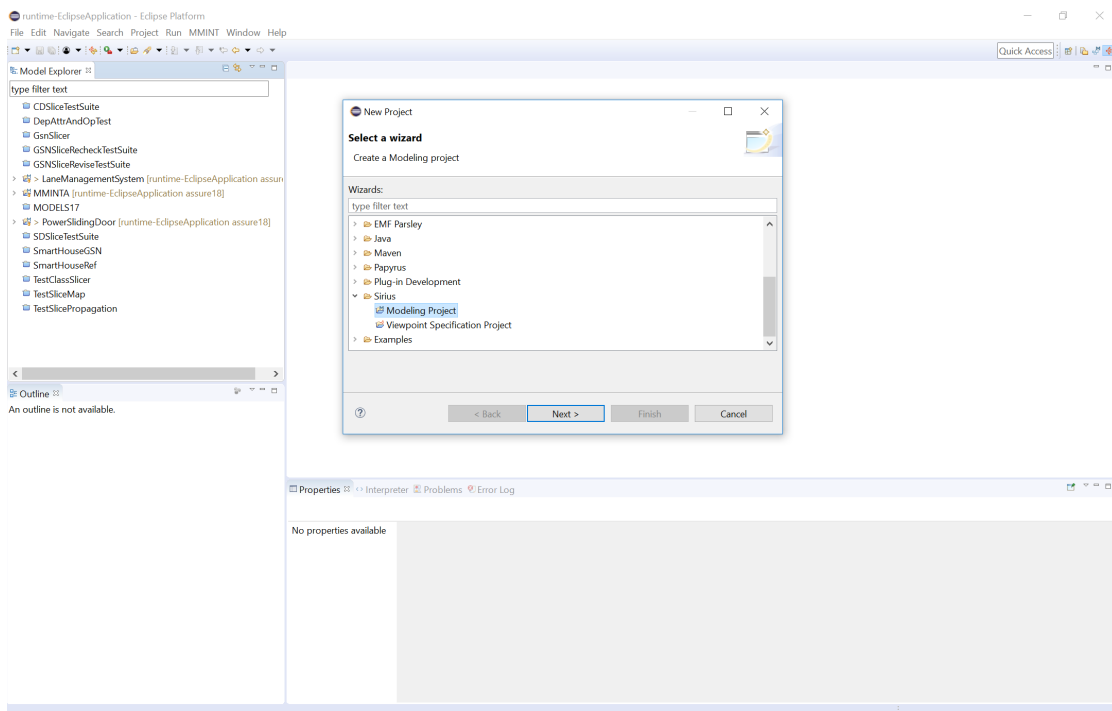 runtime-EclipseApplication - Eclipse Platform
File Edit Navigate Search Project Run MMINT Window Help
Quick Access
Model Explorer
type filter text
CDSliceTestSuite
DepAttrAndOpTest
GsnSlicer
GSNSliceRecheckTestSuite
GSNSliceReviseTestSuite
> LaneManagementSystem [runtime-EclipseApplication assur
MMINTA [runtime-EclipseApplication assure18]
MODELS17
> PowerSlidingDoor [runtime-EclipseApplication assure18]
SDSliceTestSuite
SmartHouseGSN
SmartHouseRef
TestClassSlicer
TestSliceMap
TestSlicePropagation
Outline
An outline is not available.
New Project
Select a wizard
Create a Modeling project
Wizards:
type filter text
EMF Parsley
Java
Maven
Papyrus
Plug-in Development
Sirius
Modeling Project
Viewpoint Specification Project
Examples
< Back Next > Finish Cancel
Properties Interpreter Problems Error Log
No properties available